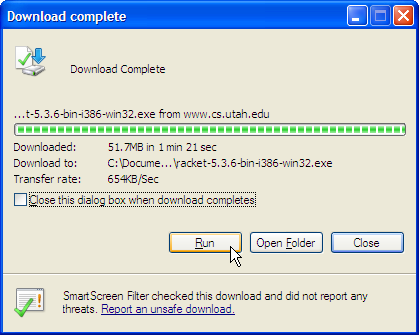 Download complete
Download Complete
...t-5.3.6-bin-i386-win32.exe from www.cs.utah.edu
Downloaded: 51.7MB in 1 min 21 sec
Download to: C:\Docume...\racket-5.3.6-bin-i386-win32.exe
Transfer rate: 654KB/Sec
Close this dialog box when download completes
Run Open Folder Close
SmartScreen Filter checked this download and did not report any
threats. Report an unsafe download.